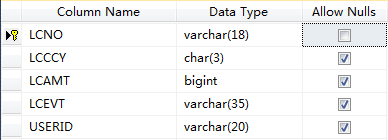 Column Name Data Type Allow Nulls
LCNO varchar(18)
LCCCY char(3)
LCAMT bigint
LCEVT varchar(35)
USERID varchar(20)